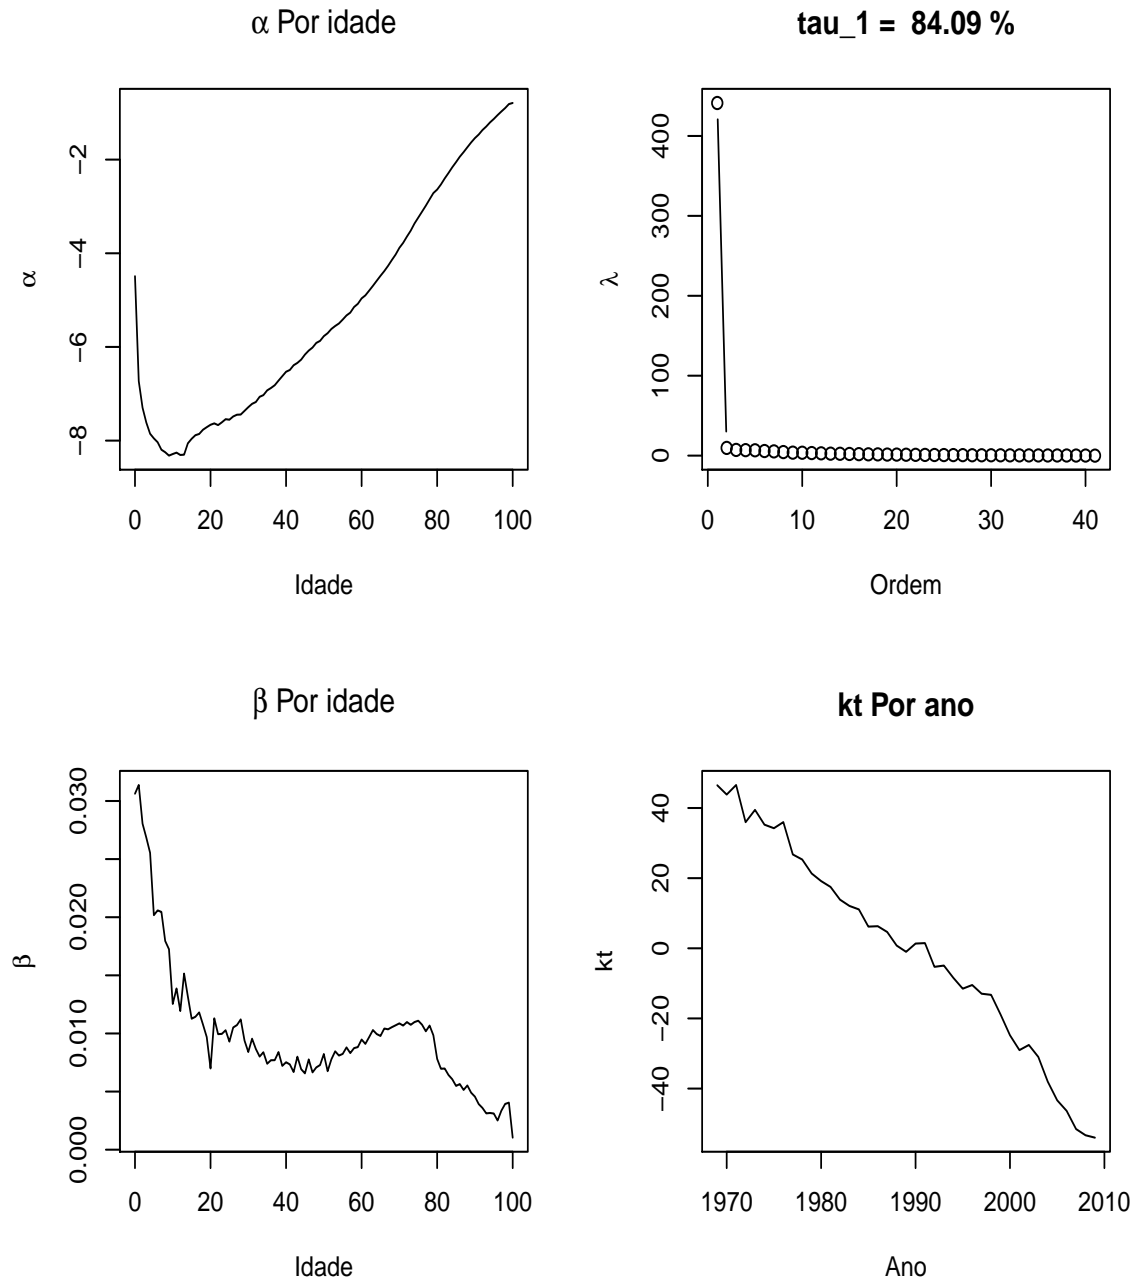 α Por idade
α
−2
−4
−6
−8
0 20 40 60 80 100
Idade
tau_1 = 84.09 %
λ
400
300
200
100
0
0 10 20 30 40
Ordem
β Por idade
β
0.030
0.020
0.010
0.000
0 20 40 60 80 100
Idade
kt Por ano
kt
40
20
0
−20
−40
1970 1980 1990 2000 2010
Ano